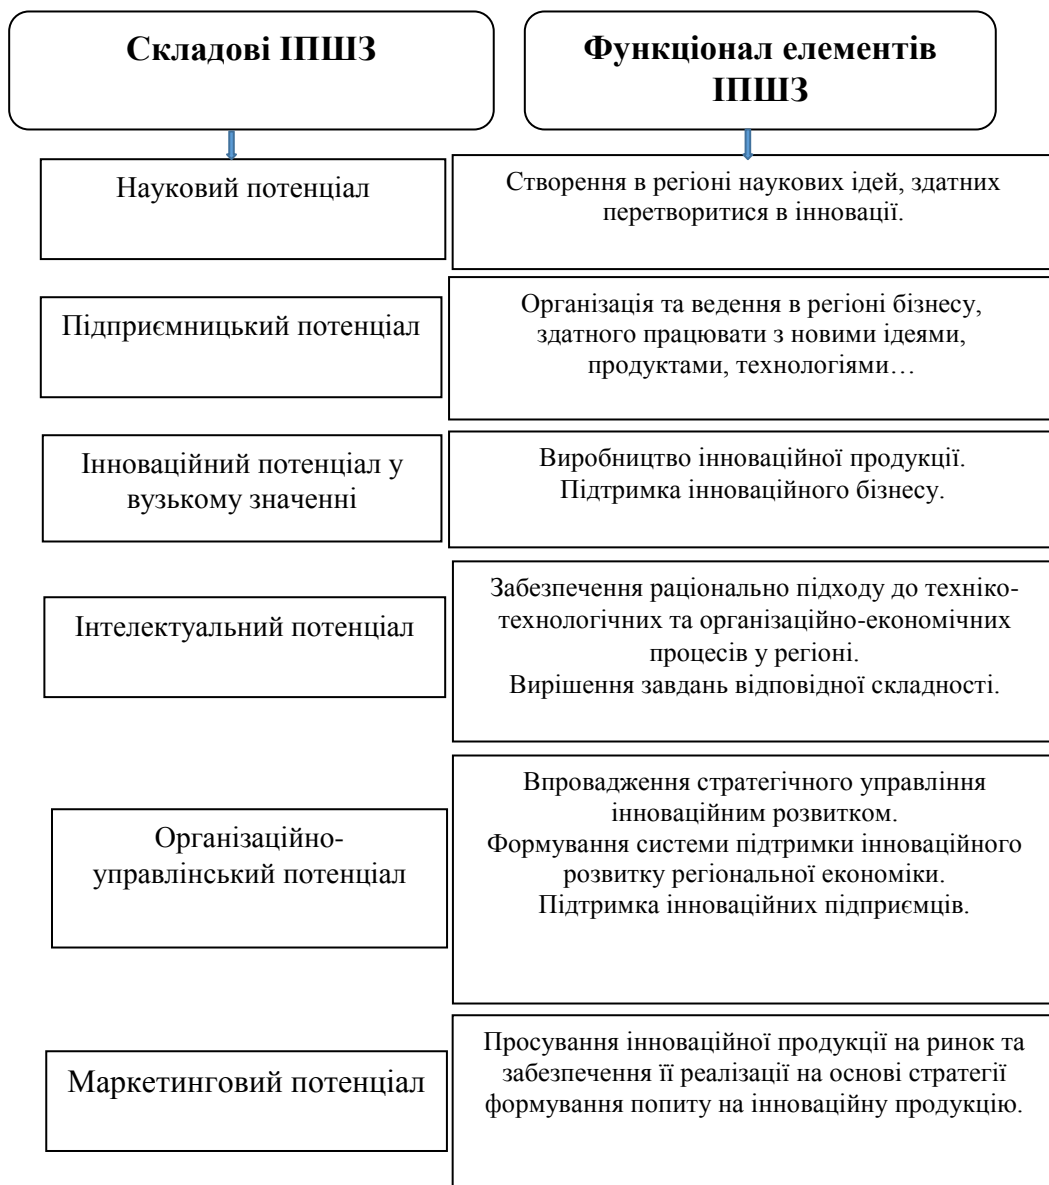 Складові ІПШЗ
Функціонал елементів
ІПШЗ
Науковий потенціал
Створення в регіоні наукових ідей, здатних
перетворитися в інновації.
Підприємницький потенціал
Організація та ведення в регіоні бізнесу,
здатного працювати з новими ідеями,
продуктами, технологіями…
Інноваційний потенціал у
вузькому значенні
Виробництво інноваційної продукції.
Підтримка інноваційного бізнесу.
Інтелектуальний потенціал
Забезпечення раціонально підходу до техніко-
технологічних та організаційно-економічних
процесів у регіоні.
Вирішення завдань відповідної складності.
Організаційно-
управлінський потенціал
Впровадження стратегічного управління
інноваційним розвитком.
Формування системи підтримки інноваційного
розвитку регіональної економіки.
Підтримка інноваційних підприємців.
Маркетинговий потенціал
Просування інноваційної продукції на ринок та
забезпечення її реалізації на основі стратегії
формування попиту на інноваційну продукцію.